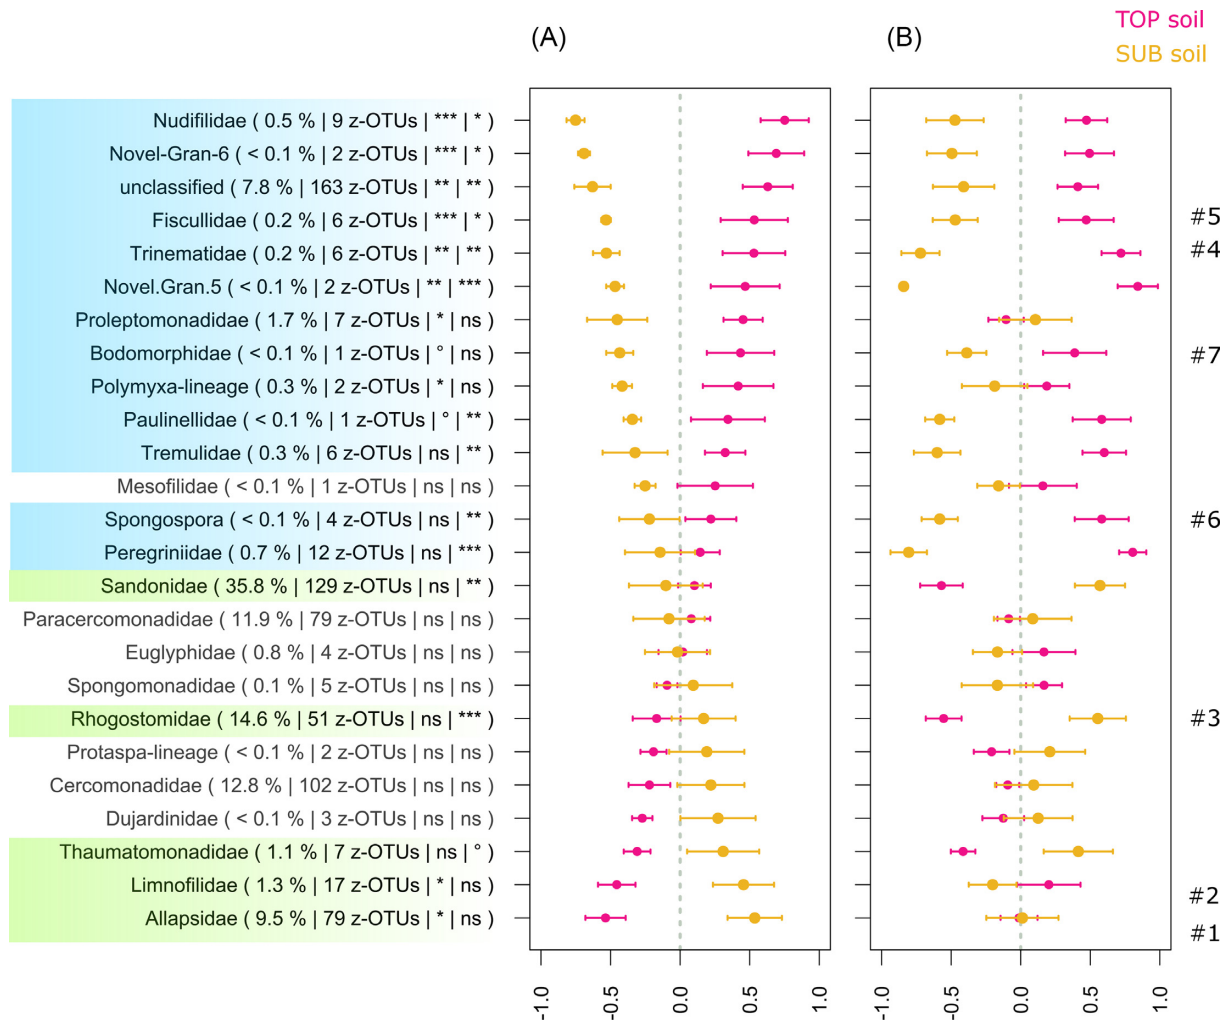 TOP soil
SUB soil
(A)
(B)
Nudifilidae ( 0.5 % | 9 z-OTUs | *** | * )
Novel-Gran-6 ( < 0.1 % | 2 z-OTUs | *** | * )
unclassified ( 7.8 % | 163 z-OTUs | ** | ** )
Fiscullidae ( 0.2 % | 6 z-OTUs | *** | * )
#5
Trinematidae ( 0.2 % | 6 z-OTUs | ** | ** )
#4
Novel.Gran.5 ( < 0.1 % | 2 z-OTUs | ** | *** )
Proleptomonadidae ( 1.7 % | 7 z-OTUs | * | ns )
Bodomorphidae ( < 0.1 % | 1 z-OTUs | ° | ns )
#7
Polymyxa-lineage ( 0.3 % | 2 z-OTUs | * | ns )
Paulinellidae ( < 0.1 % | 1 z-OTUs | ° | ** )
Tremulidae ( 0.3 % | 6 z-OTUs | ns | ** )
Mesofilidae ( < 0.1 % | 1 z-OTUs | ns | ns )
Spongospora ( < 0.1 % | 4 z-OTUs | ns | ** )
#6
Peregriniidae ( 0.7 % | 12 z-OTUs | ns | *** )
Sandonidae ( 35.8 % | 129 z-OTUs | ns | ** )
Paracercomonadidae ( 11.9 % | 79 z-OTUs | ns | ns )
Euglyphidae ( 0.8 % | 4 z-OTUs | ns | ns )
Spongomonadidae ( 0.1 % | 5 z-OTUs | ns | ns )
Rhogostomidae ( 14.6 % | 51 z-OTUs | ns | *** )
#3
Protaspa-lineage ( < 0.1 % | 2 z-OTUs | ns | ns )
Cercomonadidae ( 12.8 % | 102 z-OTUs | ns | ns )
Dujardinidae ( < 0.1 % | 3 z-OTUs | ns | ns )
Thaumatomonadidae ( 1.1 % | 7 z-OTUs | ns | ° )
Limnofilidae ( 1.3 % | 17 z-OTUs | * | ns )
#2
Allapsidae ( 9.5 % | 79 z-OTUs | * | ns )
#1
-1.0 -0.5 0.0 0.5 1.0
-1.0 -0.5 0.0 0.5 1.0